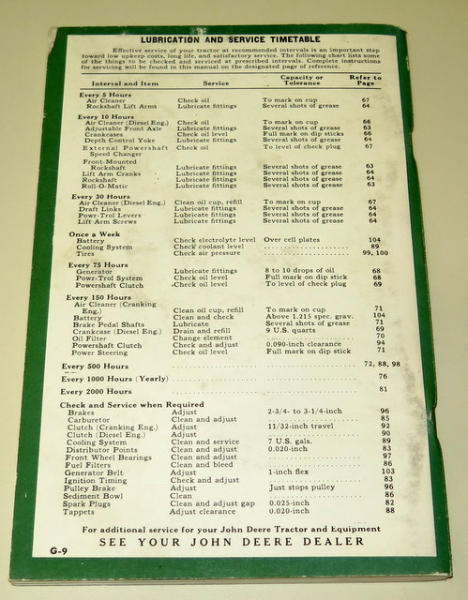 LUBRICATION AND SERVICE TIMETABLE
Effective service of your tractor at recommended intervals is an important step
toward low upkeep costs, long life, and satisfactory service. The following chart lists some
of the things to be checked and serviced at prescribed intervals. Complete instructions
for servicing will be found in this manual on the designated page of reference.
Interval and Item Service Capacity or Tolerance Refer to Page
Every 5 Hours
Air Cleaner Check oil To mark on cup 67
Rockshaft Lift Arms Lubricate fittings Several shots of grease 64
Every 10 Hours
Air Cleaner (Diesel Eng.) Check oil To mark on cup 66
Adjustable Front Axle Lubricate fittings Several shots of grease 63
Crankcases Check oil level Full mark on dip sticks 66
Depth Control Yoke Lubricate fittings Several shots of grease 64
External Powershaft Check oil To level of check plug 67
Speed Changer
Front-Mounted
Rockshaft Lubricate fittings Several shots of grease 63
Lift Arm Cranks Lubricate fittings Several shots of grease 64
Rockshaft Lubricate fittings Several shots of grease 64
Roll-O-Matic Lubricate fittings Several shots of grease 63
Every 30 Hours
Air Cleaner (Diesel Eng.) Clean oil cup, refill To mark on cup 67
Draft Links Lubricate fittings Several shots of grease 64
Powr-Trol Levers Lubricate fittings Several shots of grease 64
Lift Arm Screws Lubricate fittings Several shots of grease 64
Once a Week
Battery Check electrolyte level Over cell plates 104
Cooling System Check coolant level 89
Tires Check air pressure 99, 100
Every 75 Hours
Generator Lubricate fittings 8 to 10 drops of oil 68
Powr-Trol System Check oil level Full mark on dip stick 68
Powershaft Clutch Check oil level To level of check plug 69
Every 150 Hours
Air Cleaner (Cranking
Eng.) Clean oil cup, refill To mark on cup 71
Battery Clean and check Above 1.215 spec. grav. 104
Brake Pedal Shafts Lubricate Several shots of grease 71
Crankcase (Diesel Eng.) Drain and refill 9 U.S. quarts 69
Oil Filter Change element 70
Powershaft Clutch Check and adjust 0.090-inch clearance 94
Power Steering Check oil level Full mark on dip stick 71
Every 500 Hours 72, 88, 98
Every 1000 Hours (Yearly) 76
Every 2000 Hours 81
Check and Service when Required
Brakes Adjust 2-3/4- to 3-1/4-inch 96
Carburetor Clean and adjust 85
Clutch (Cranking Eng.) Adjust 11/32-inch travel 92
Clutch (Diesel Eng.) Adjust 90
Cooling System Clean and service 7 U.S. gals. 89
Distributor Points Clean and adjust 0.020-inch 83
Front Wheel Bearings Clean and adjust 97
Fuel Filters Clean and bleed 86
Generator Belt Adjust 1-inch flex 103
Ignition Timing Check and adjust 83
Pulley Brake Adjust Just stops pulley 96
Sediment Bowl Clean 86
Spark Plugs Clean and adjust gap 0.025-inch 82
Tappets Adjust clearance 0.020-inch 88
For additional service for your John Deere Tractor and Equipment
SEE YOUR JOHN DEERE DEALER
G-9